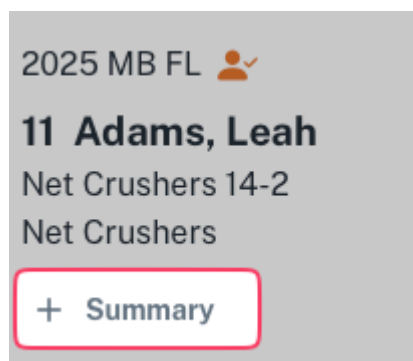 2025 MB FL
11 Adams, Leah
Net Crushers 14-2
Net Crushers
+ Summary